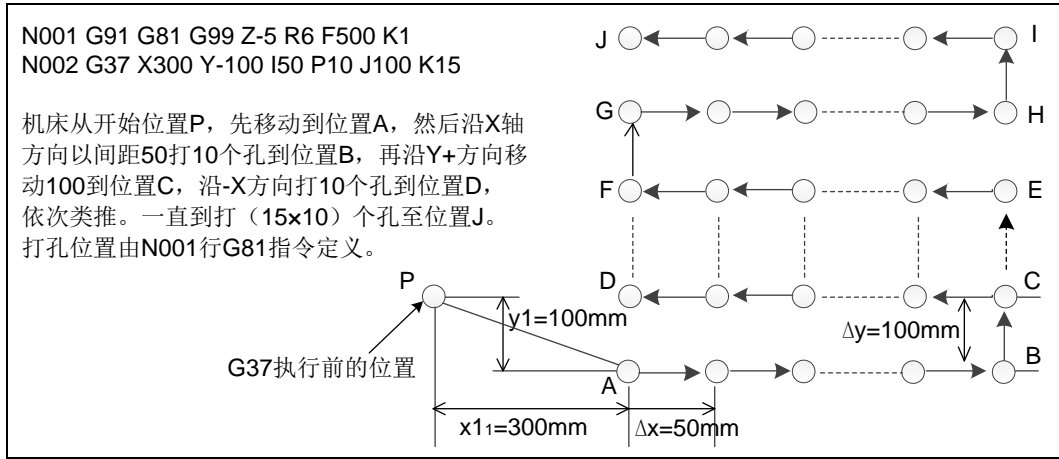 N001 G91 G81 G99 Z-5 R6 F500 K1
N002 G37 X300 Y-100 I50 P10 J100 K15
机床从开始位置P，先移动到位置A，然后沿X轴
方向以间距50打10个孔到位置B，再沿Y+方向移
动100到位置C，沿-X方向打10个孔到位置D，
依次类推。一直到打（15×10）个孔至位置J。
打孔位置由N001行G81指令定义。
J
I
G
H
F
E
P
D
C
y1=100mm
Δy=100mm
G37执行前的位置
A
B
x1₁=300mm
Δx=50mm